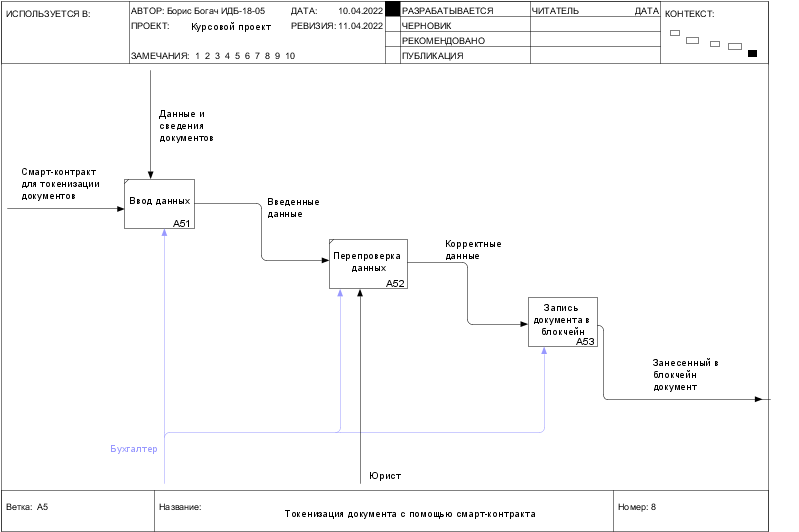 ИСПОЛЬЗУЕТСЯ В:
АВТОР: Борис Богач ИДБ-18-05
ДАТА: 10.04.2022
РАЗРАБАТЫВАЕТСЯ
ЧИТАТЕЛЬ
ДАТА
КОНТЕКСТ:
ПРОЕКТ: Курсовой проект
РЕВИЗИЯ: 11.04.2022
ЧЕРНОВИК
РЕКОМЕНДОВАНО
ЗАМЕЧАНИЯ: 1 2 3 4 5 6 7 8 9 10
ПУБЛИКАЦИЯ
Данные и
сведения
документов
Смарт-контракт
для токенизации
документов
Ввод данных
A51
Введенные
данные
Перепроверка
данных
A52
Корректные
данные
Запись
документа в
блокчейн
A53
Занесенный в
блокчейн
документ
Бухгалтер
Юрист
Ветка: A5
Название:
Токенизация документа с помощью смарт-контракта
Номер: 8